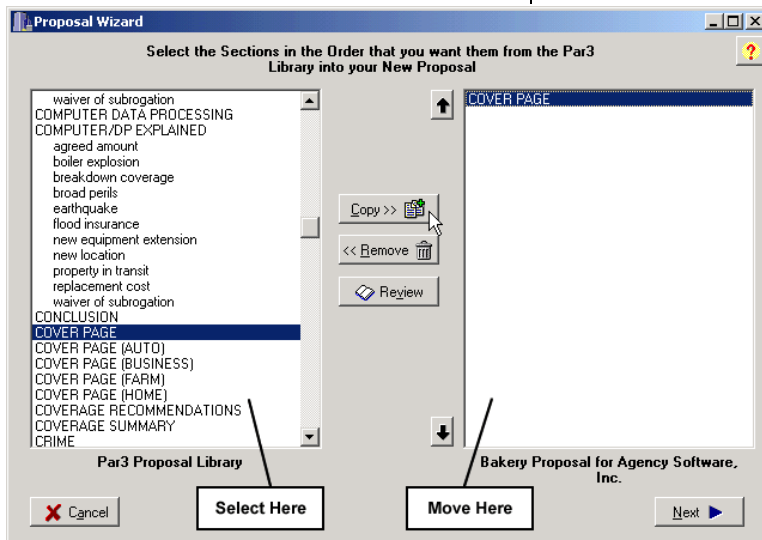 Proposal Wizard
Select the Sections in the Order that you want them from the Par3
Library into your New Proposal
?
waiver of subrogation
COMPUTER DATA PROCESSING
COMPUTER/DP EXPLAINED
agreed amount
boiler explosion
breakdown coverage
broad perils
earthquake
flood insurance
new equipment extension
new location
property in transit
replacement cost
waiver of subrogation
CONCLUSION
COVER PAGE
COVER PAGE (AUTO)
COVER PAGE (BUSINESS)
COVER PAGE (FARM)
COVER PAGE (HOME)
COVERAGE RECOMMENDATIONS
COVERAGE SUMMARY
CRIME
Par3 Proposal Library
Copy >>
<< Remove
Review
COVER PAGE
Bakery Proposal for Agency Software,
Inc.
Select Here
Move Here
Cancel
Next